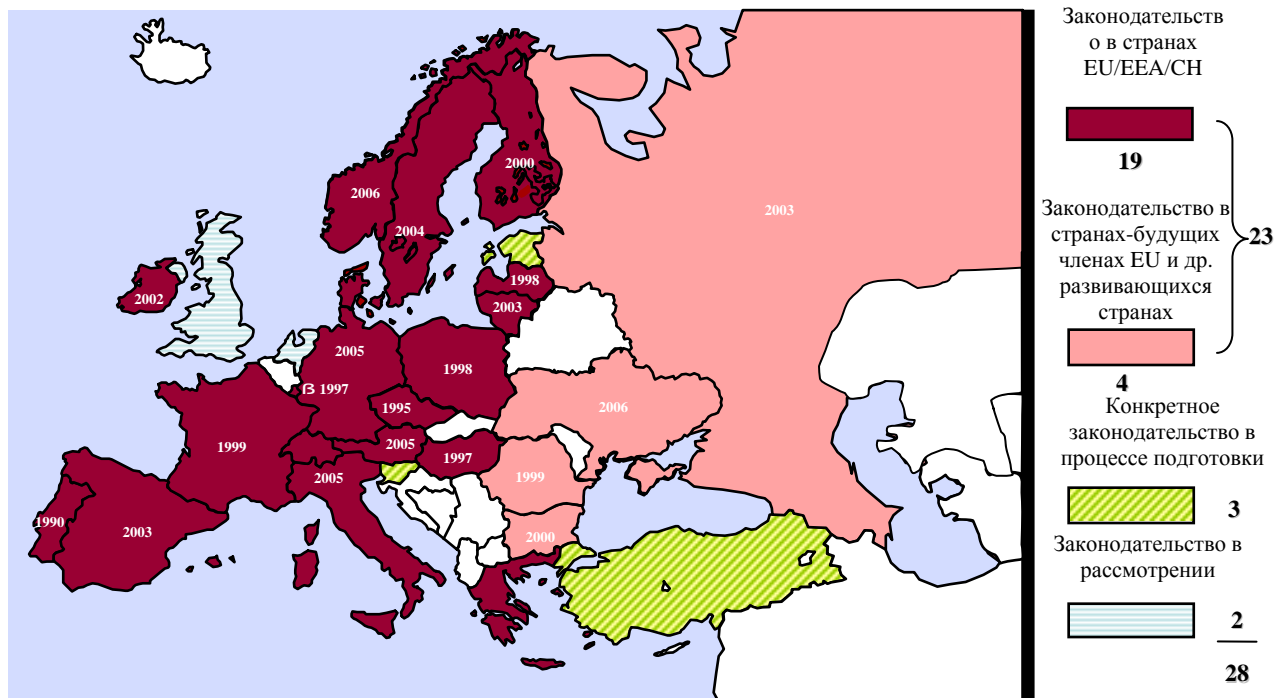 Законодательств
о в странах
EU/EEA/CH
19
Законодательство в
странах-будущих
членах EU и др.
развивающихся
странах
23
4
Конкретное
законодательство в
процессе подготовки
3
Законодательство в
рассмотрении
2
28
2000
2006
2003
2004
2002
1998
2003
2005
1998
ß 1997
1995
2006
1999
2005
1997
2005
1999
1990
2003
2000